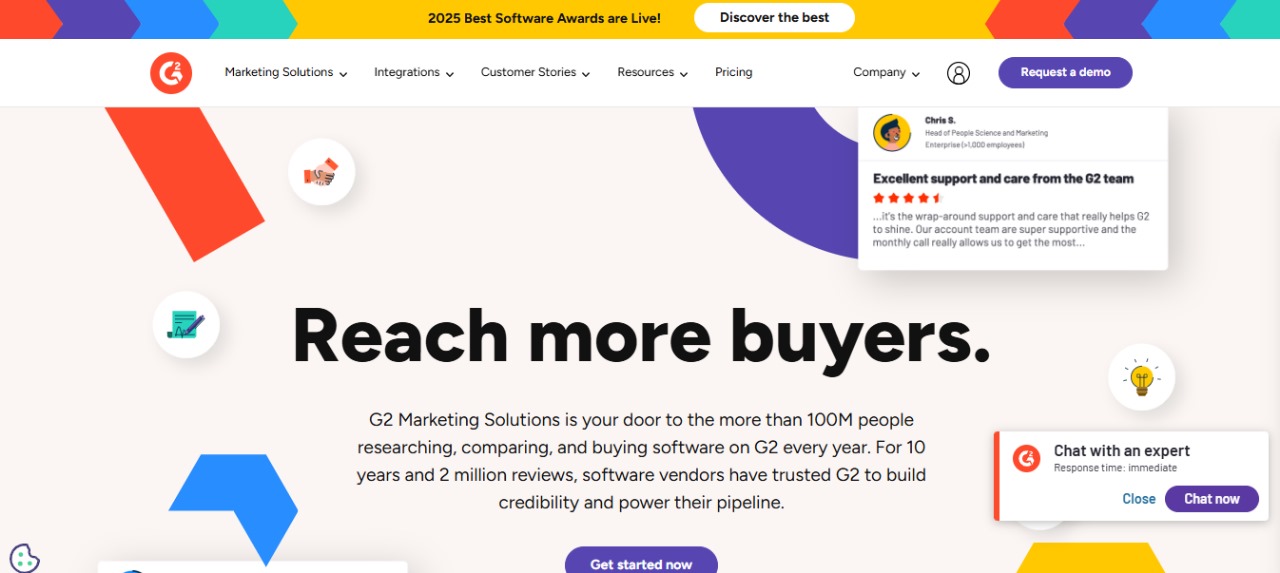 2025 Best Software Awards are Live!
Discover the best
G2
Marketing Solutions
Integrations
Customer Stories
Resources
Pricing
Company
Request a demo
Chris S.
Head of People Science and Marketing
Enterprise (>1,000 employees)
Excellent support and care from the G2 team
...it's the wrap-around support and care that really helps G2
to shine. Our account team are super supportive and the
monthly call really allows us to get the most...
Reach more buyers.
G2 Marketing Solutions is your door to the more than 100M people
researching, comparing, and buying software on G2 every year. For 10
years and 2 million reviews, software vendors have trusted G2 to build
credibility and power their pipeline.
Get started now
G2
Chat with an expert
Response time: immediate
Close
Chat now